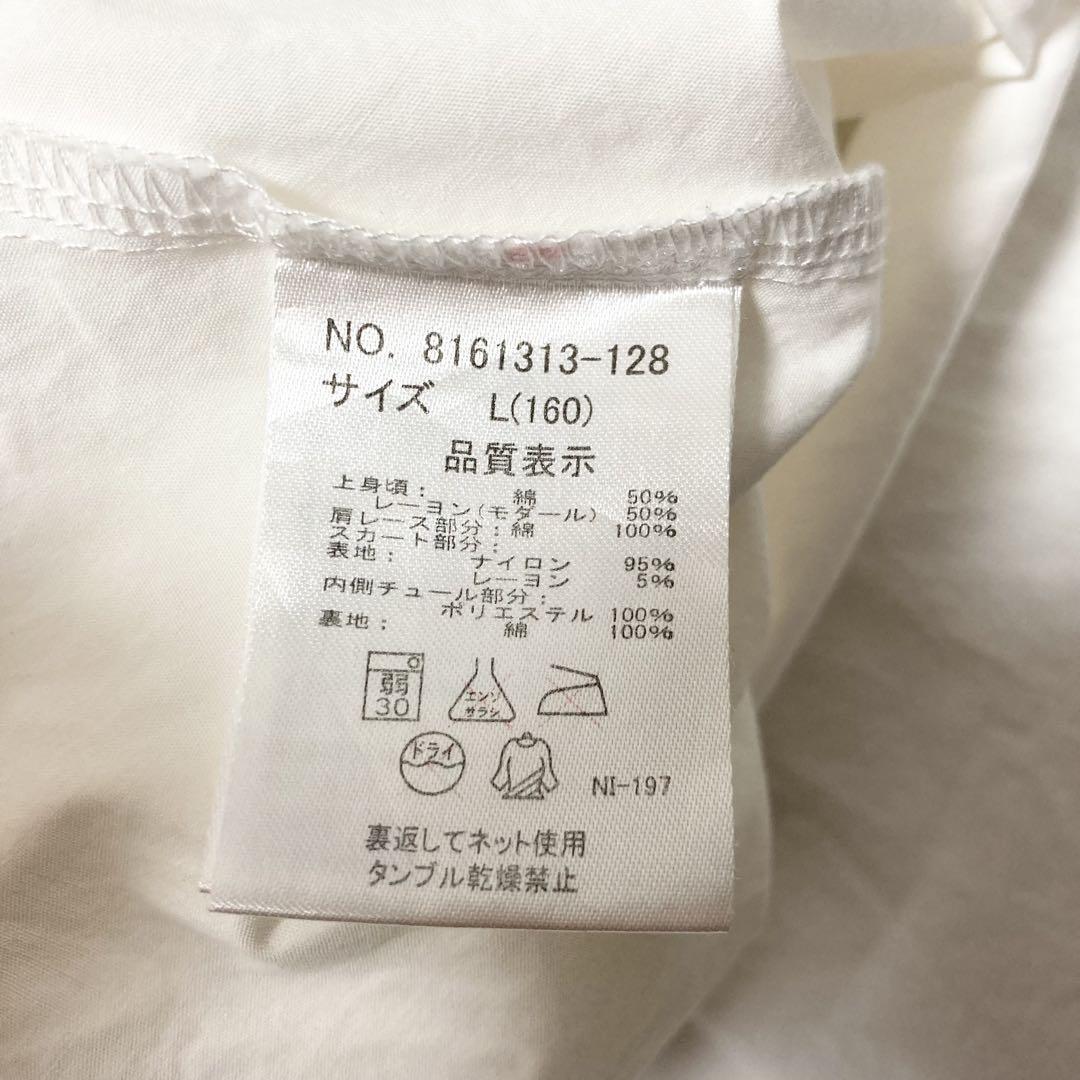 NO. 8161313-128
サイズ L(160)
品質表示
上身頃： 綿 50%
レーヨン(モダール) 50%
肩レース部分：綿 100%
スカート部分：
表地： ナイロン 95%
レーヨン 5%
内側チュール部分：
ポリエステル 100%
裏地： 綿 100%
弱
30
エンソ
サラシ
ドライ
NI-197
裏返してネット使用
タンブル乾燥禁止